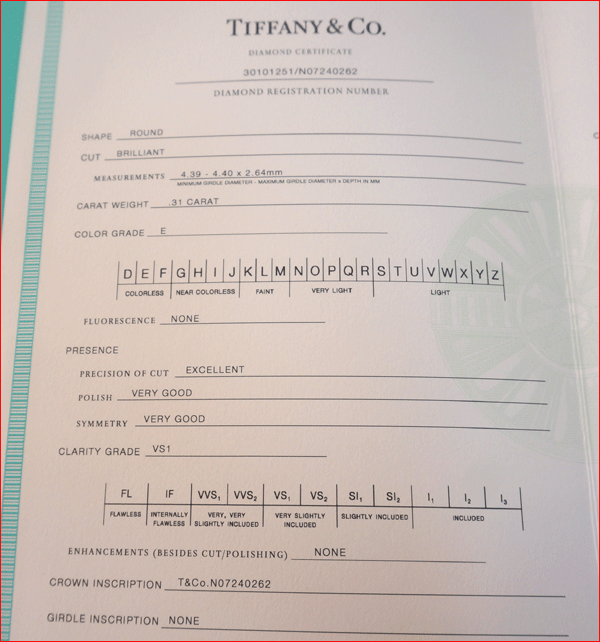 TIFFANY & CO.
DIAMOND CERTIFICATE
30101251/N07240262
DIAMOND REGISTRATION NUMBER
SHAPE ROUND
CUT BRILLIANT
MEASUREMENTS 4.39 - 4.40 x 2.64mm
MINIMUM GIRDLE DIAMETER - MAXIMUM GIRDLE DIAMETER x DEPTH IN MM
CARAT WEIGHT .31 CARAT
COLOR GRADE E
D E F G H I J K L M N O P Q R S T U V W X Y Z
COLORLESS NEAR COLORLESS FAINT VERY LIGHT LIGHT
FLUORESCENCE NONE
PRESENCE
PRECISION OF CUT EXCELLENT
POLISH VERY GOOD
SYMMETRY VERY GOOD
CLARITY GRADE VS1
FL IF VVS1 VVS2 VS1 VS2 SI1 SI2 I1 I2 I3
FLAWLESS INTERNALLY FLAWLESS VERY, VERY SLIGHTLY INCLUDED VERY SLIGHTLY INCLUDED SLIGHTLY INCLUDED INCLUDED
ENHANCEMENTS (BESIDES CUT/POLISHING) NONE
CROWN INSCRIPTION T&Co.N07240262
GIRDLE INSCRIPTION NONE